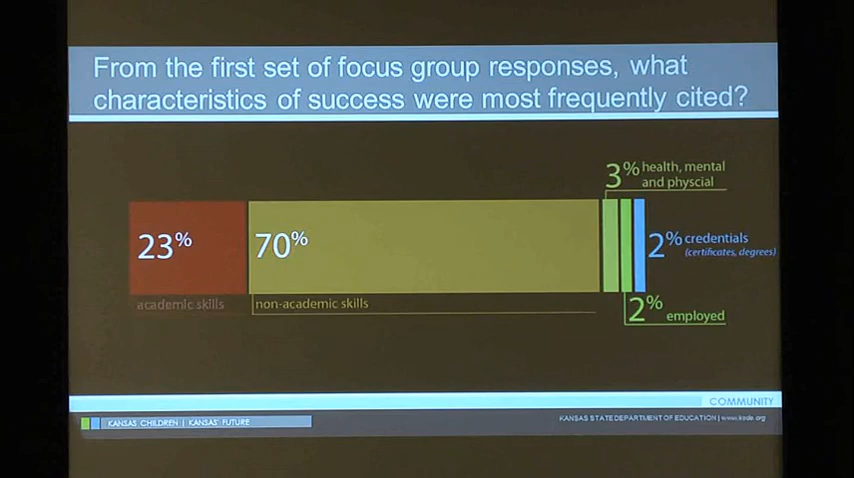 From the first set of focus group responses, what
characteristics of success were most frequently cited?
3% health, mental
and physcial
23%
70%
2% credentials
(certificates, degrees)
academic skills
non-academic skills
2% employed
COMMUNITY
KANSAS CHILDREN | KANSAS' FUTURE
KANSAS STATE DEPARTMENT OF EDUCATION | www.ksde.org